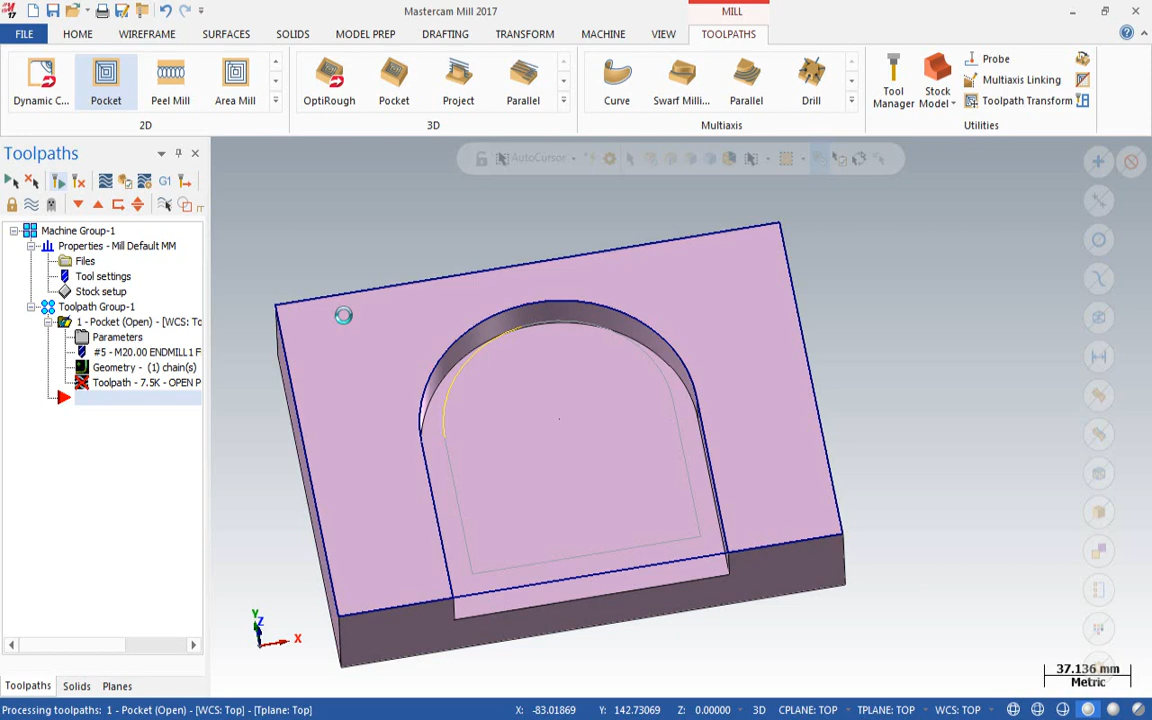 17
Mastercam Mill 2017
MILL
FILE
HOME
WIREFRAME
SURFACES
SOLIDS
MODEL PREP
DRAFTING
TRANSFORM
MACHINE
VIEW
TOOLPATHS
Dynamic C...
Pocket
Peel Mill
Area Mill
2D
OptiRough
Pocket
Project
Parallel
3D
Curve
Swarf Milli...
Parallel
Drill
Multiaxis
Tool Manager
Stock Model
Probe
Multiaxis Linking
Toolpath Transform
Utilities
Toolpaths
G1
Machine Group-1
Properties - Mill Default MM
Files
Tool settings
Stock setup
Toolpath Group-1
1 - Pocket (Open) - [WCS: To
Parameters
#5 - M20.00 ENDMILL1 F
Geometry - (1) chain(s)
Toolpath - 7.5K - OPEN P
AutoCursor
Y
Z
X
37.136 mm
Metric
Toolpaths
Solids
Planes
Processing toolpaths: 1 - Pocket (Open) - [WCS: Top] - [Tplane: Top]
X: -83.01869
Y: 142.73069
Z: 0.00000
3D
CPLANE: TOP
TPLANE: TOP
WCS: TOP